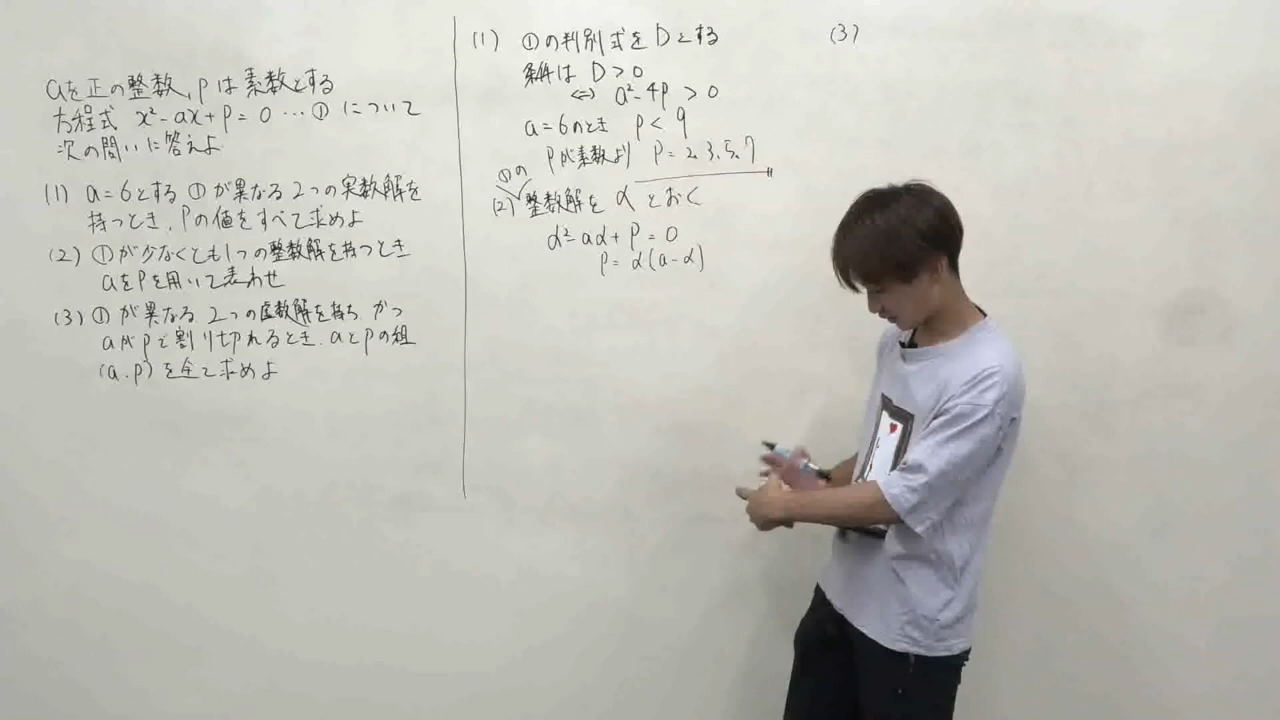 aを正の整数, pは素数とする
方程式 x²-ax+p=0 …① について
次の問いに答えよ
(1) a=6とする ①が異なる2つの実数解を
持つとき, pの値をすべて求めよ
(2) ①が少なくとも1つの整数解を持つとき
aをpを用いて表わせ
(3) ①が異なる2つの虚数解を持ち かつ
aがpで割り切れるとき. aとpの組
(a.p)を全て求めよ
(1) ①の判別式をDとする
条件は D>0
⇔ a²-4p >0
a=6のとき p<9
pが素数より p=2.3.5.7
①の
(2) 整数解を αとおく
α²-aα+p=0
p=α(a-α)
(3)